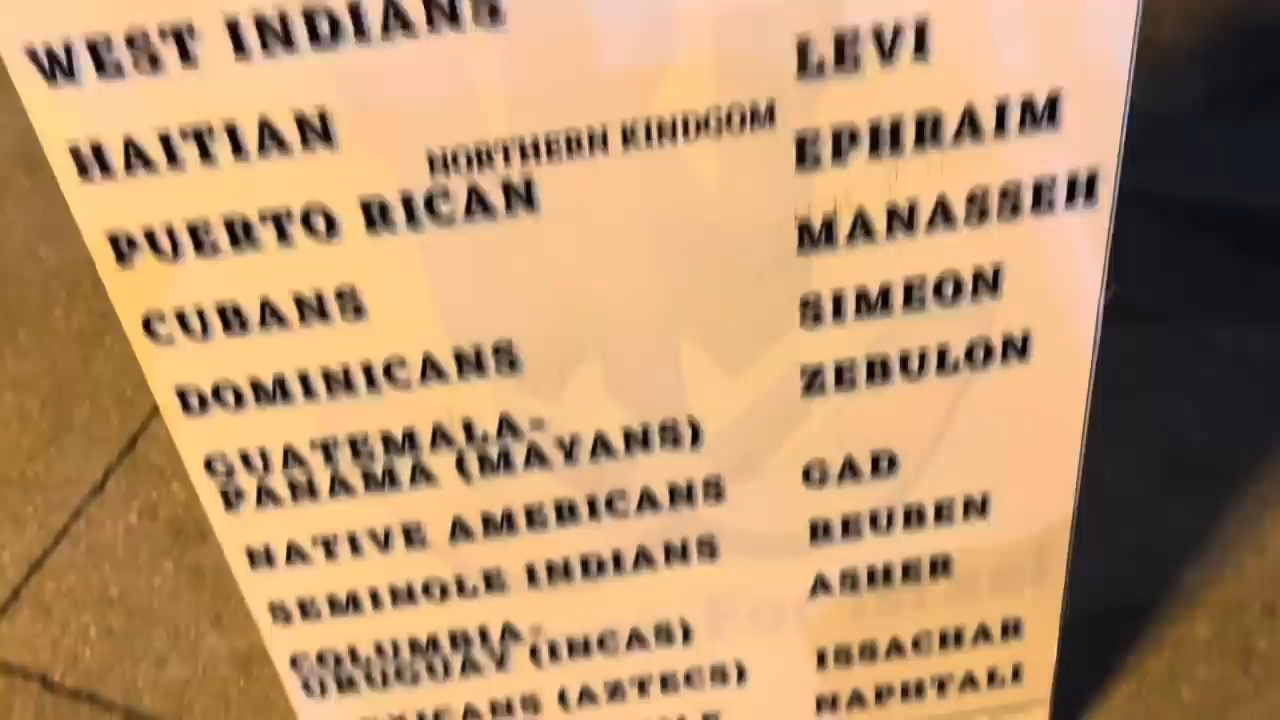 WEST INDIANS LEVI
HAITIAN NORTHERN KINDGOM EPHRAIM
PUERTO RICAN MANASSEH
CUBANS SIMEON
DOMINICANS ZEBULON
GUATEMALA-
PANAMA (MAYANS) GAD
NATIVE AMERICANS REUBEN
SEMINOLE INDIANS ASHER
COLUMBIA-
URUGUAY (INCAS) ISSACHAR
(AZTECS) NAPHTALI